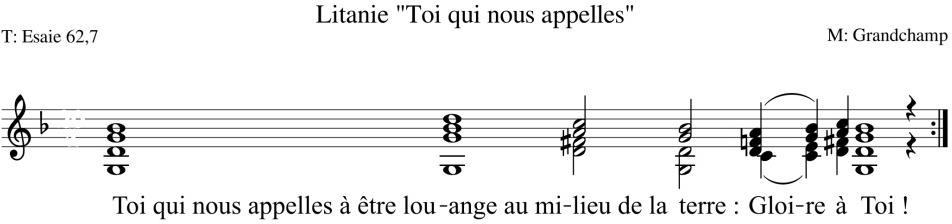 Litanie "Toi qui nous appelles"
T: Esaie 62,7
M: Grandchamp
Toi qui nous appelles à être lou-ange au mi-lieu de la terre : Gloi-re à Toi !